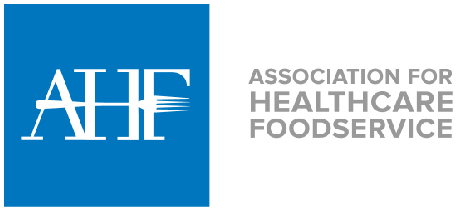 AHF
ASSOCIATION FOR
HEALTHCARE
FOODSERVICE